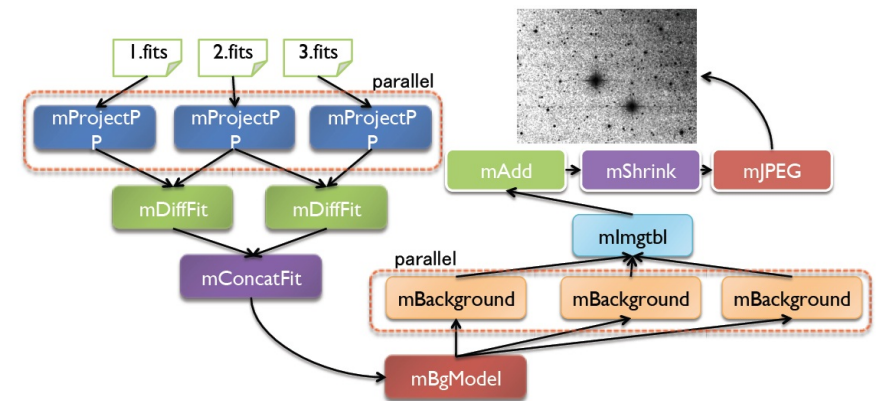 1.fits
2.fits
3.fits
parallel
mProjectP
P
mProjectP
P
mProjectP
P
mDiffFit
mDiffFit
mConcatFit
mBgModel
parallel
mBackground
mBackground
mBackground
mImgtbl
mAdd
mShrink
mJPEG